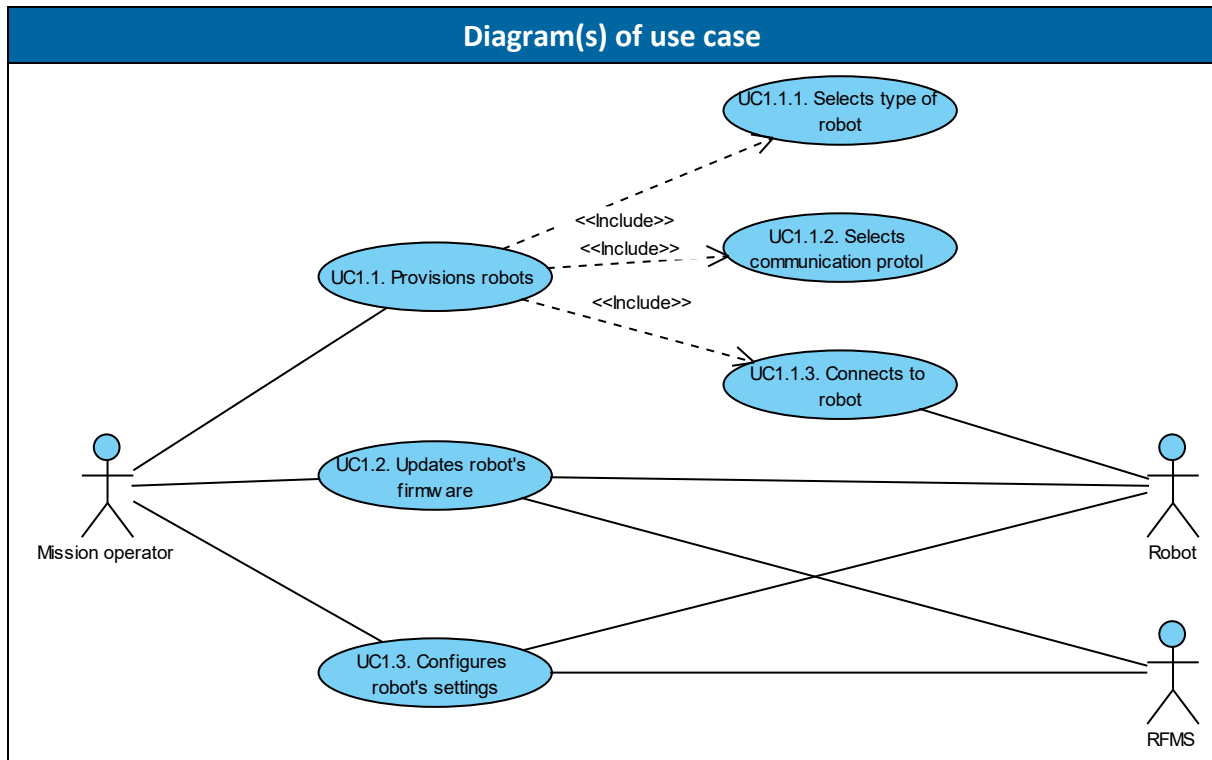 Diagram(s) of use case
UC1.1.1. Selects type of
robot
<<Include>>
UC1.1.2. Selects
communication protol
<<Include>>
UC1.1. Provisions robots
<<Include>>
UC1.1.3. Connects to
robot
UC1.2. Updates robot's
firmware
Mission operator
Robot
UC1.3. Configures
robot's settings
RFMS